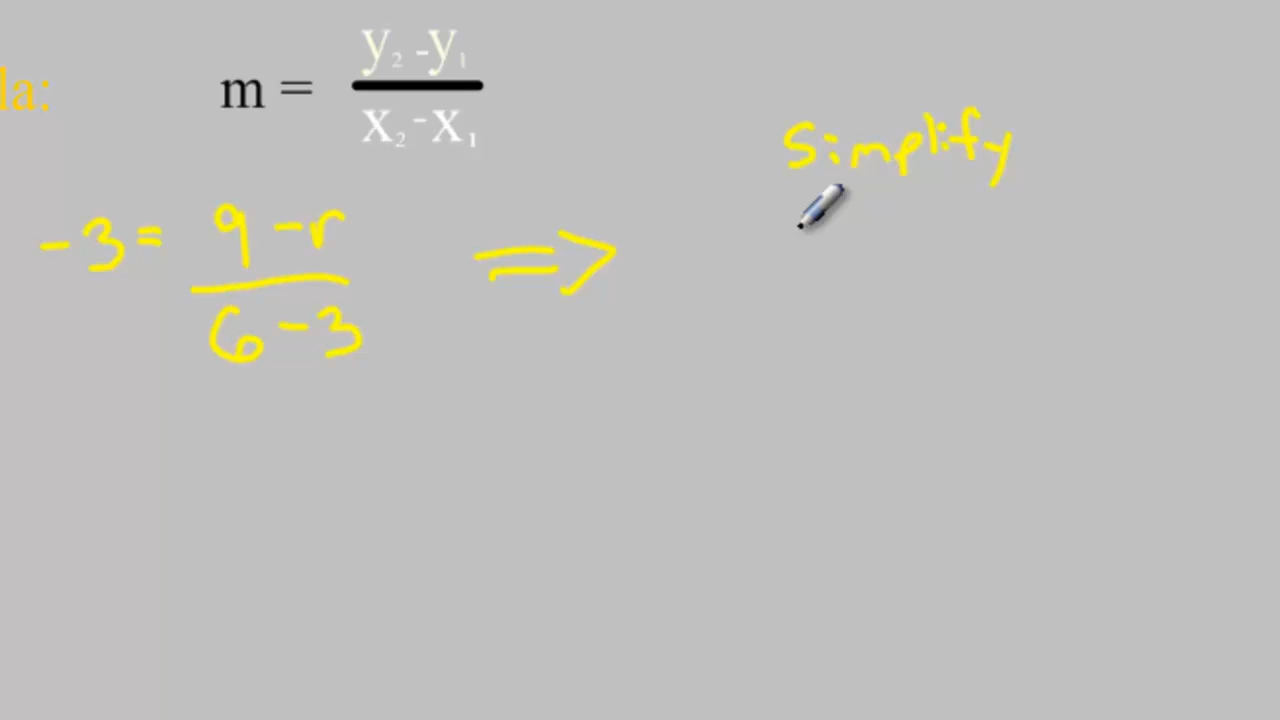 la:
m = y₂ - y₁ / x₂ - x₁
simplify
-3 = 9 - r / 6 - 3 ⇒